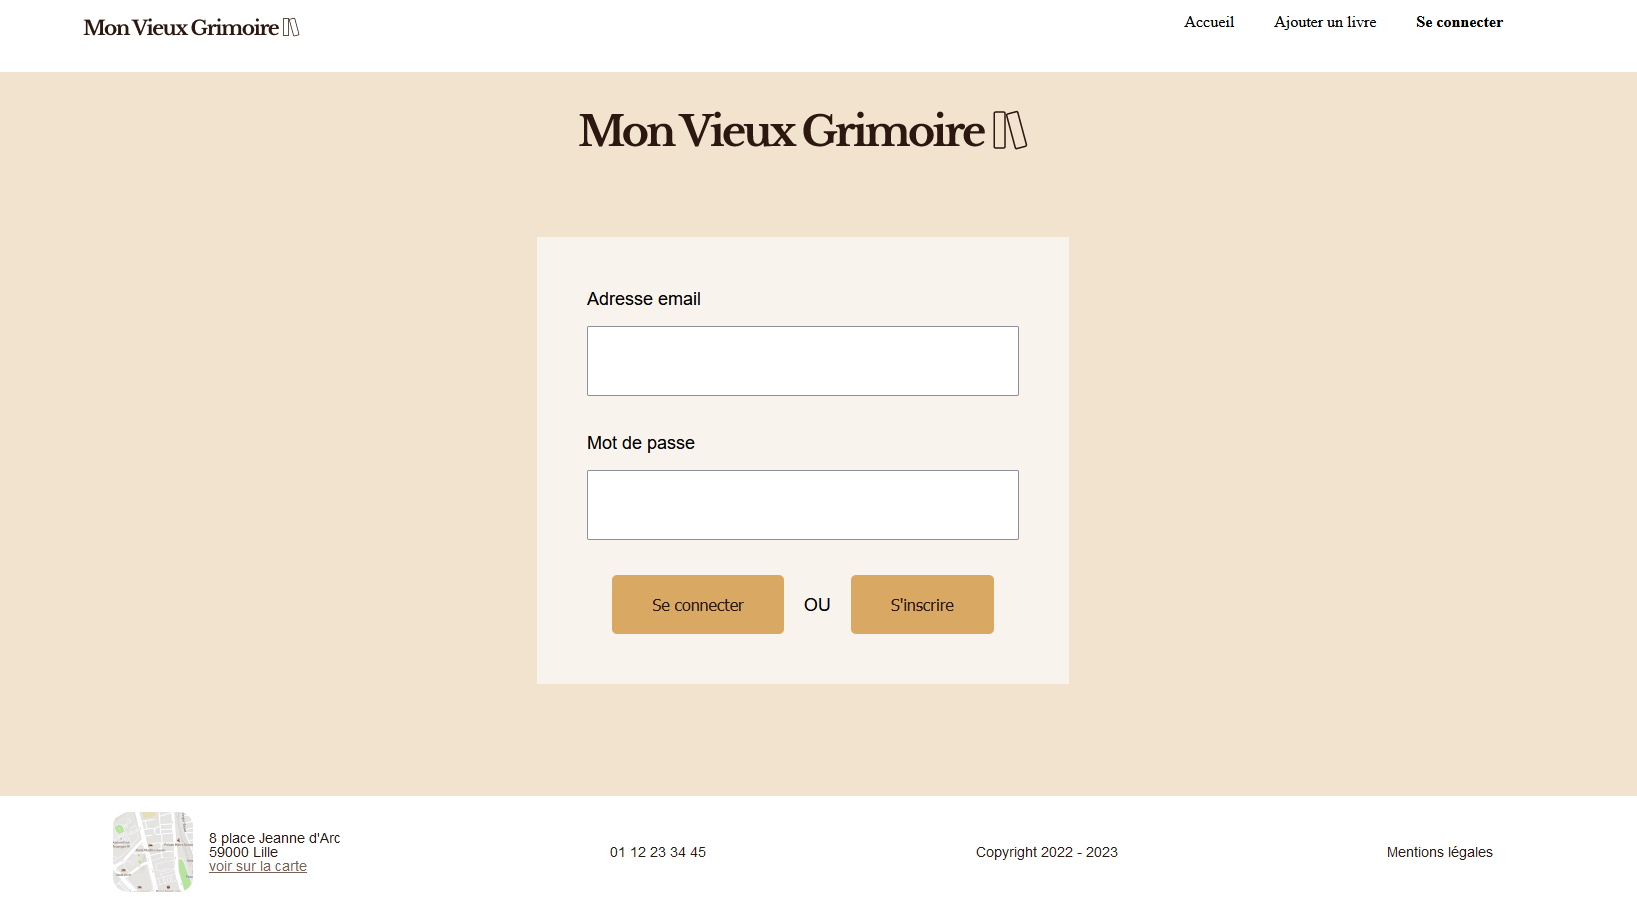 Mon Vieux Grimoire
Accueil
Ajouter un livre
Se connecter
Mon Vieux Grimoire
Adresse email
Mot de passe
Se connecter
OU
S'inscrire
8 place Jeanne d'Arc
59000 Lille
voir sur la carte
01 12 23 34 45
Copyright 2022 - 2023
Mentions légales